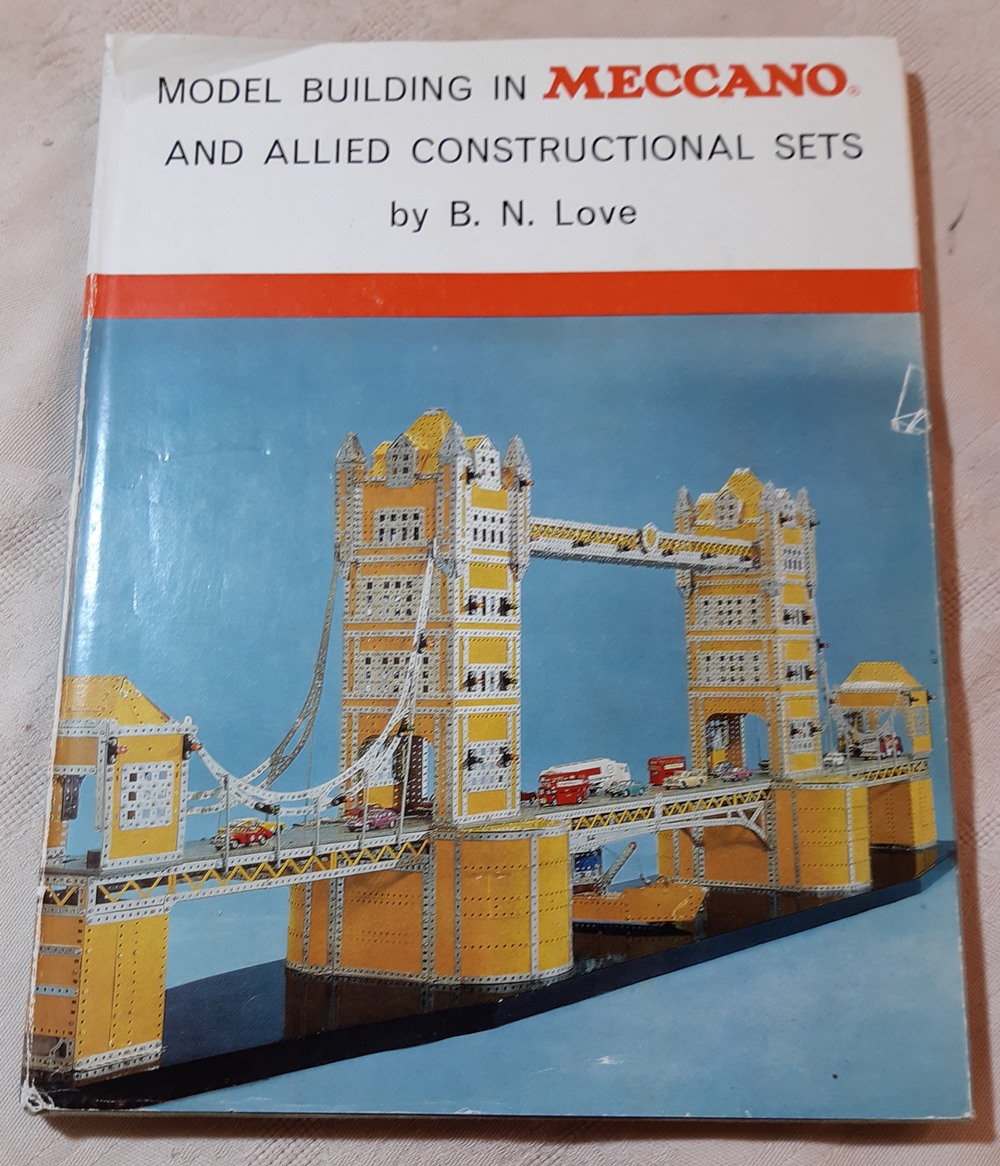 MODEL BUILDING IN MECCANO®
AND ALLIED CONSTRUCTIONAL SETS
by B. N. Love